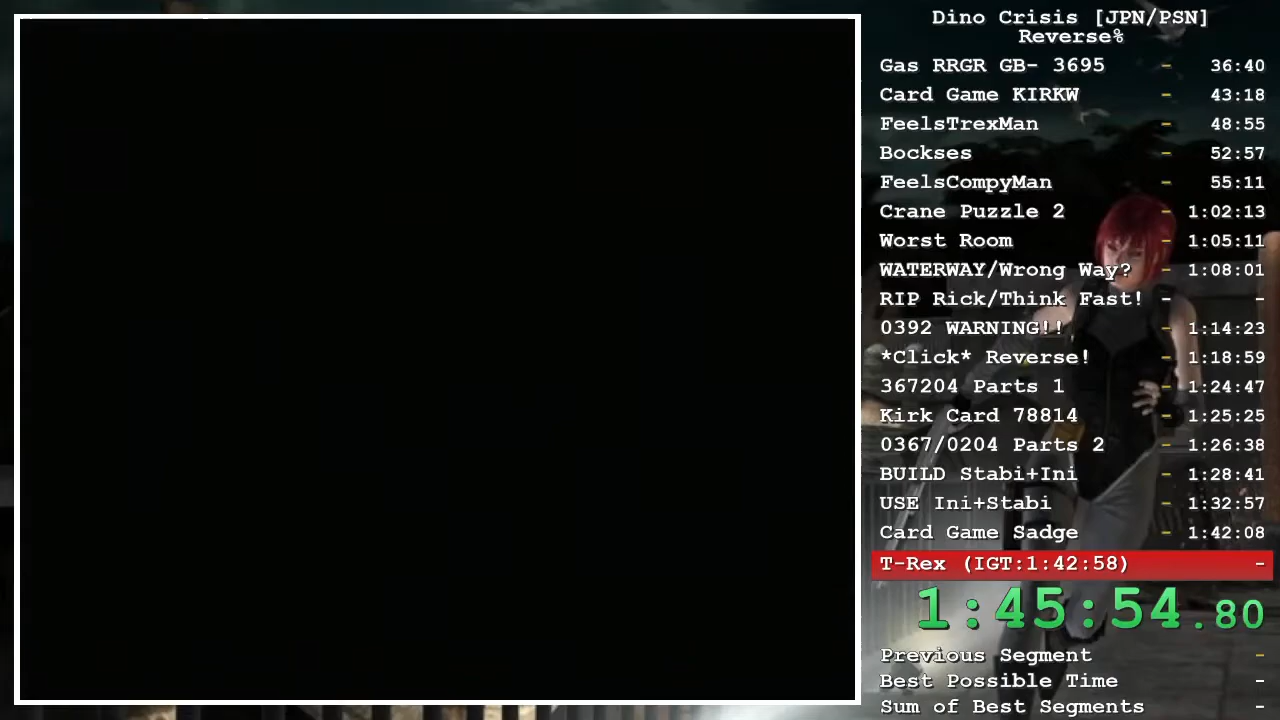 Dino Crisis [JPN/PSN]
Reverse%
Gas RRGR GB- 3695 - 36:40
Card Game KIRKW - 43:18
FeelsTrexMan - 48:55
Bockses - 52:57
FeelsCompyMan - 55:11
Crane Puzzle 2 - 1:02:13
Worst Room - 1:05:11
WATERWAY/Wrong Way? - 1:08:01
RIP Rick/Think Fast! - -
0392 WARNING!! - 1:14:23
*Click* Reverse! - 1:18:59
367204 Parts 1 - 1:24:47
Kirk Card 78814 - 1:25:25
0367/0204 Parts 2 - 1:26:38
BUILD Stabi+Ini - 1:28:41
USE Ini+Stabi - 1:32:57
Card Game Sadge - 1:42:08
T-Rex (IGT:1:42:58) -
1:45:54.80
Previous Segment -
Best Possible Time -
Sum of Best Segments -